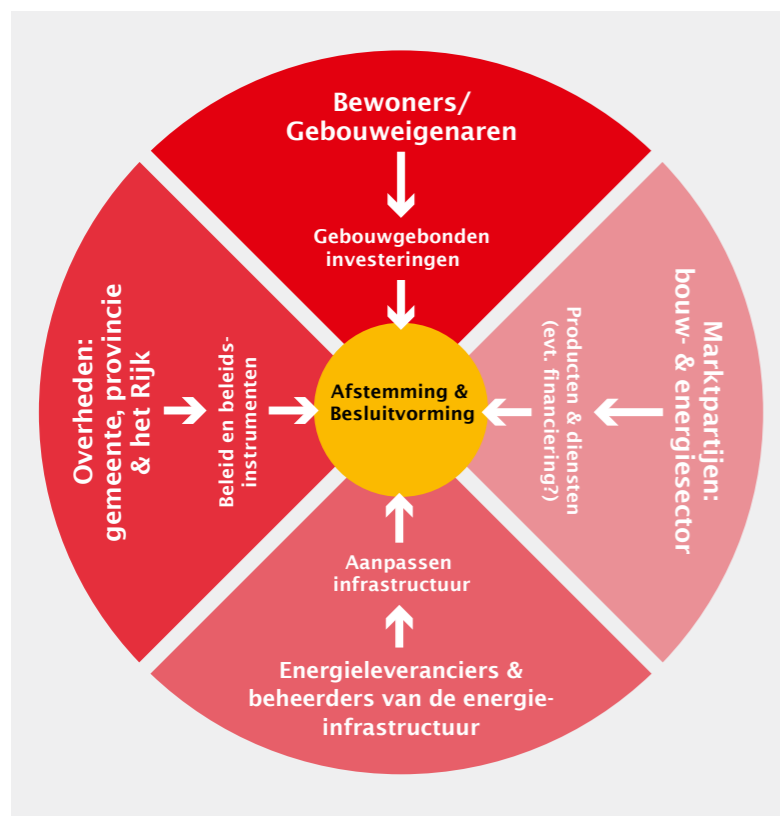 Bewoners/
Gebouweigenaren
Gebouwgebonden
investeringen
Overheden:
gemeente, provincie
& het Rijk
Beleid en beleids-
instrumenten
Afstemming &
Besluitvorming
Producten & diensten
(evt. financiering?)
Marktpartijen:
bouw- & energiesector
Aanpassen
infrastructuur
Energieleveranciers &
beheerders van de energie-
infrastructuur